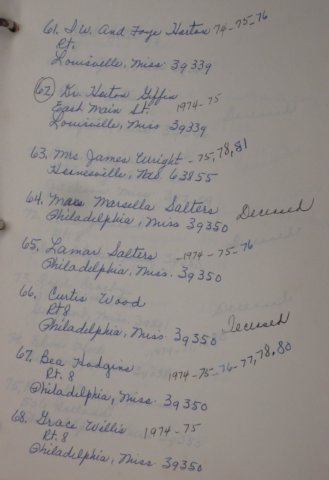 61. I. W. And Faye Horton 74-75-76
Rt.
Louisville, Miss 39339
62. Dr. Horton Giffin
East Main St. 1974-75
Louisville, Miss 39339
63. Mrs. James Wright - 75, 78, 81
Hornersville, Mo. 63855
64. Marcella Salters Deceased
Philadelphia, Miss 39350
65. Lamar Salters - 1974-75-76
Philadelphia, Miss. 39350
66. Curtis Wood
Rt 8 Deceased
Philadelphia, Miss. 39350
67. Bea Hodgins 1974-75-76-77, 78, 80
Rt. 8
Philadelphia, Miss. 39350
68. Grace Willis 1974-75
Rt. 8
Philadelphia, Miss. 39350